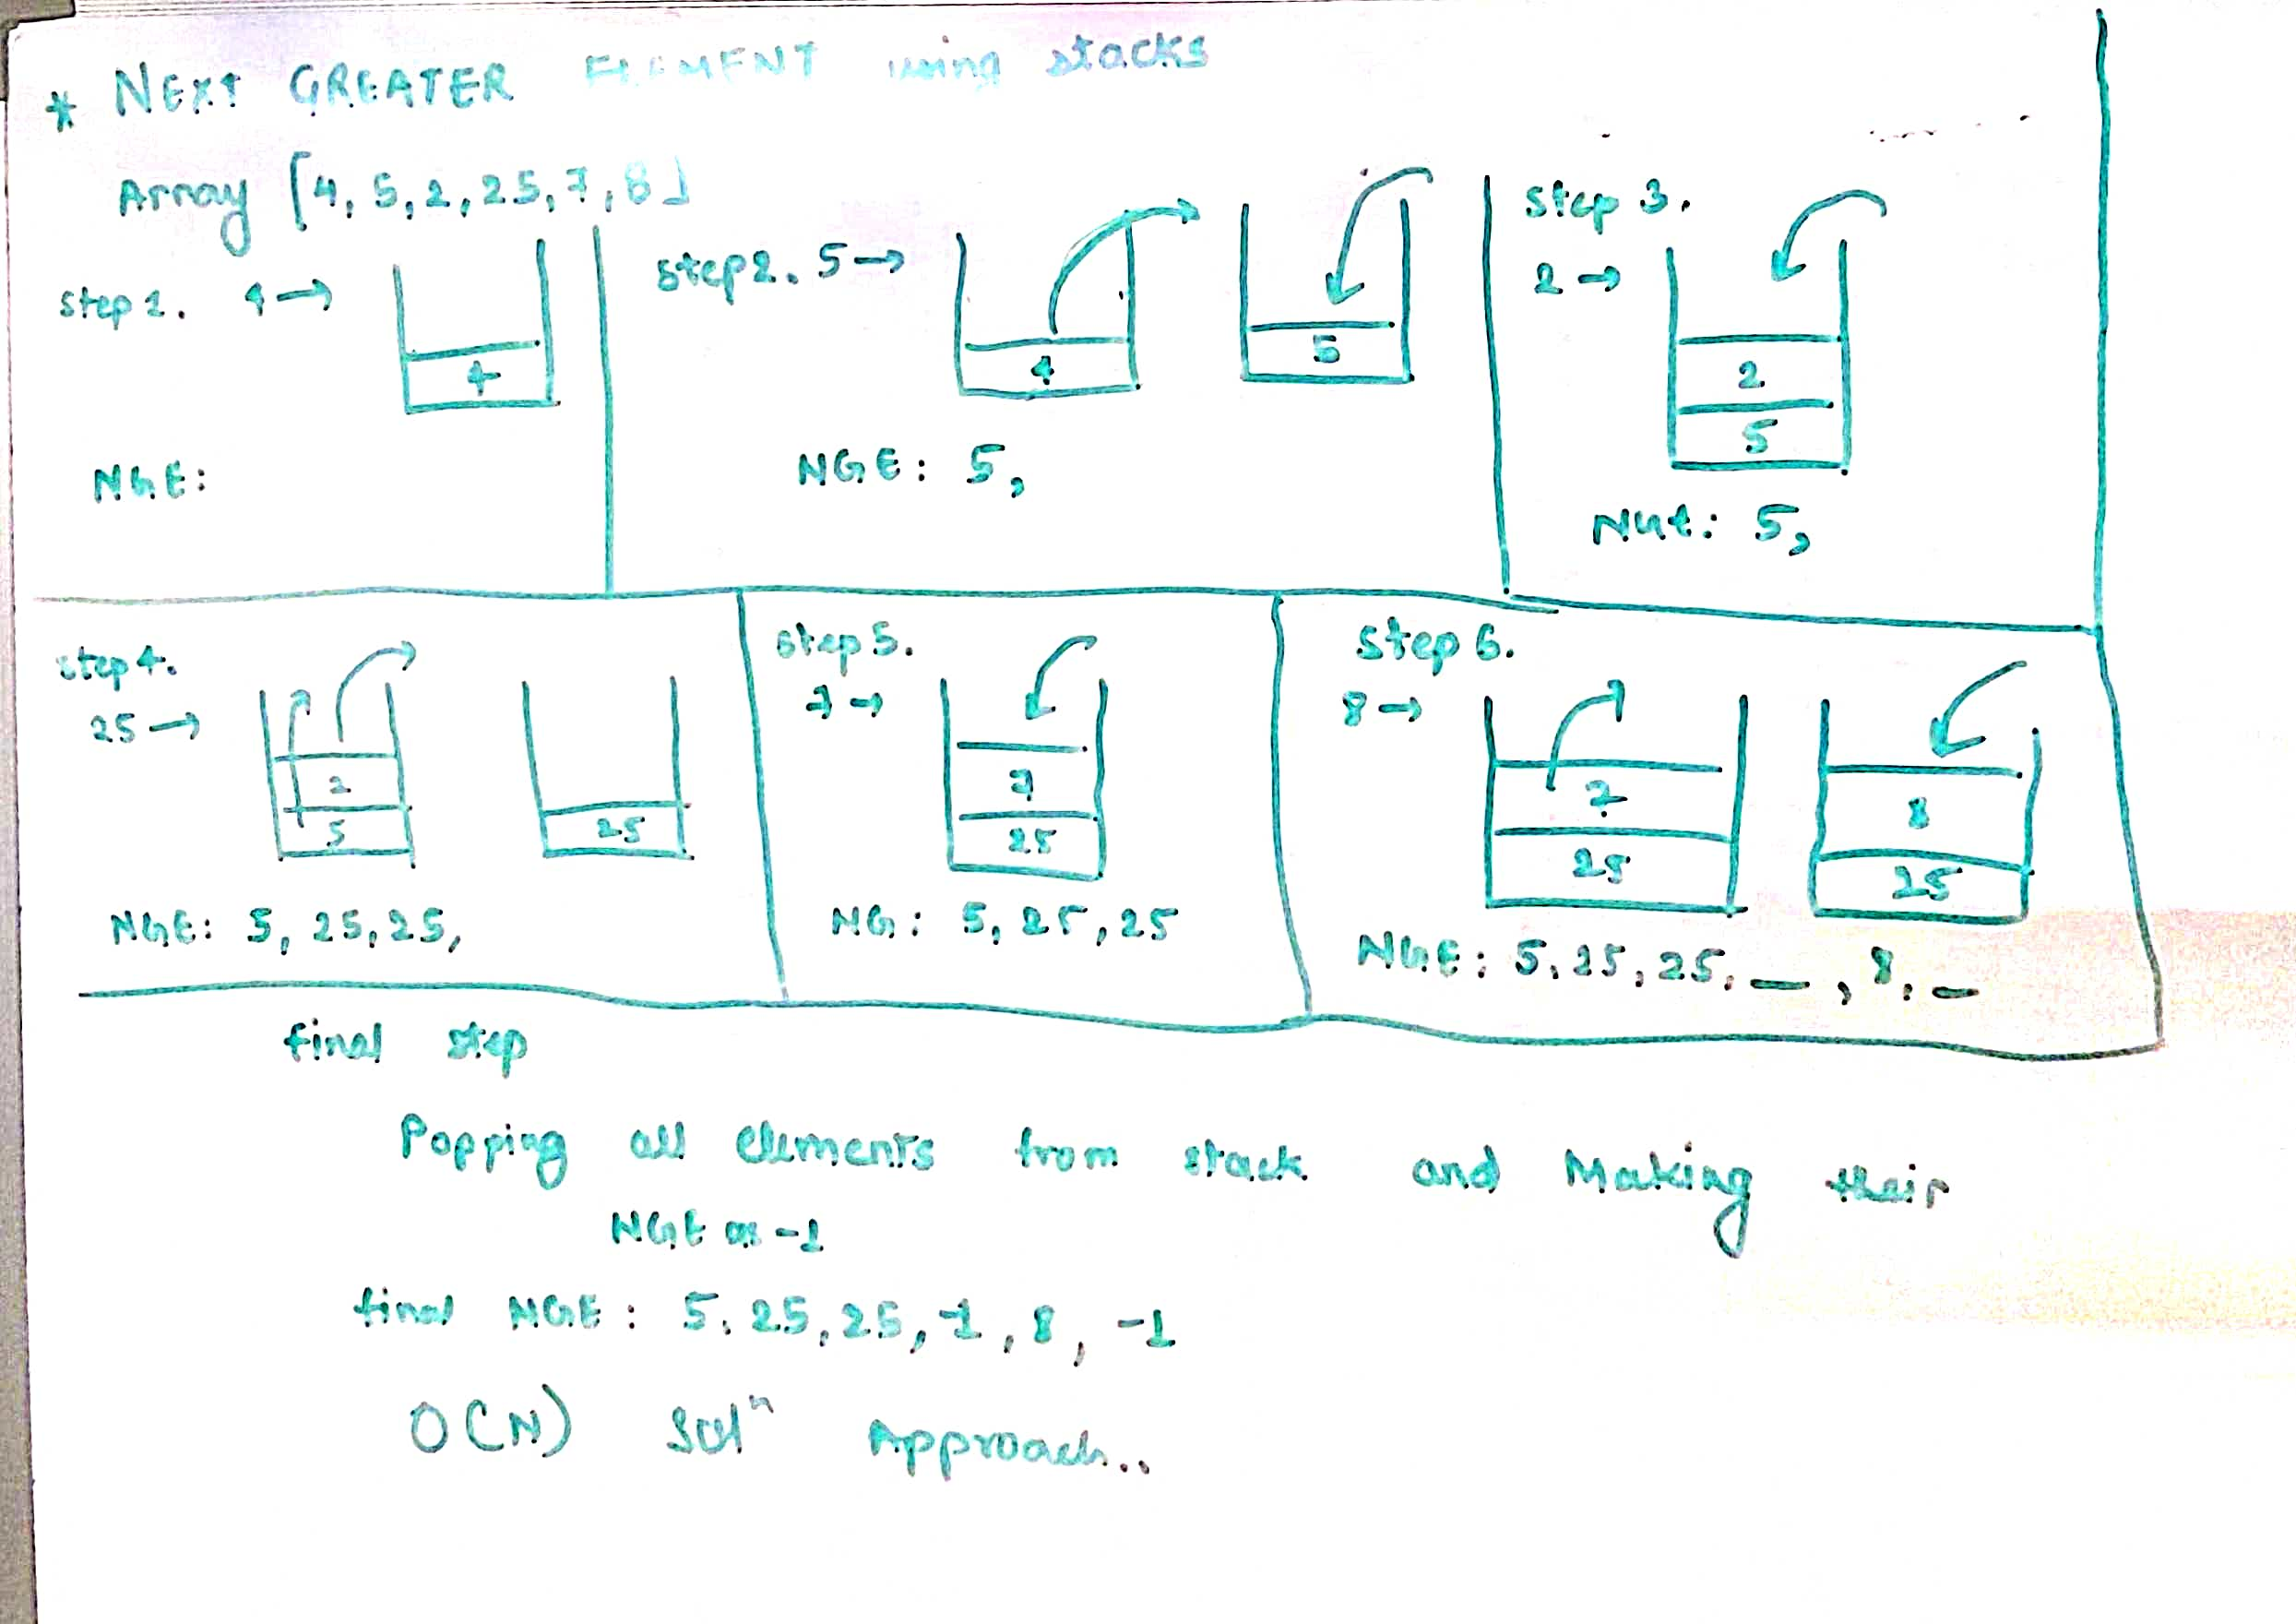 * NEXT GREATER ELEMENT using stacks
Array [4, 5, 2, 25, 7, 8]
Step 1. 4→
4
NGE:
Step 2. 5→
4
5
NGE: 5,
Step 3.
2→
2
5
NGE: 5,
step 4.
25→
2
5
25
NGE: 5, 25, 25,
Step 5.
7→
7
25
NG: 5, 25, 25
Step 6.
8→
7
25
8
25
NGE: 5, 25, 25, _, 8, _
final step
Popping all elements from stack and Making their
NGE as -1
final NGE: 5, 25, 25, -1, 8, -1
O(N) Solⁿ Approach..